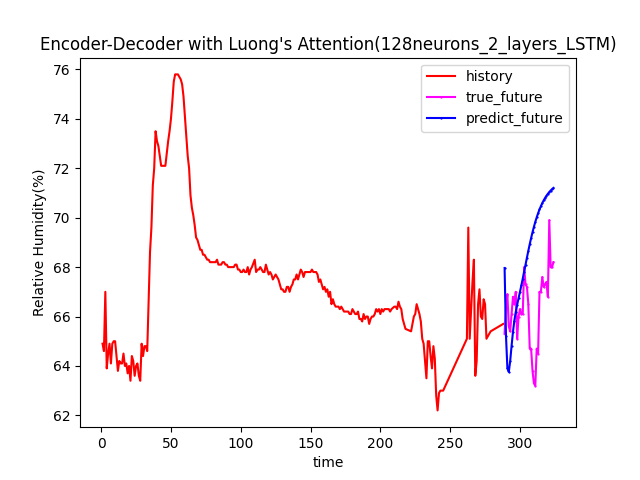 Encoder-Decoder with Luong's Attention(128neurons_2_layers_LSTM)
history
true_future
predict_future
Relative Humidity(%)
76
74
72
70
68
66
64
62
0 50 100 150 200 250 300
time